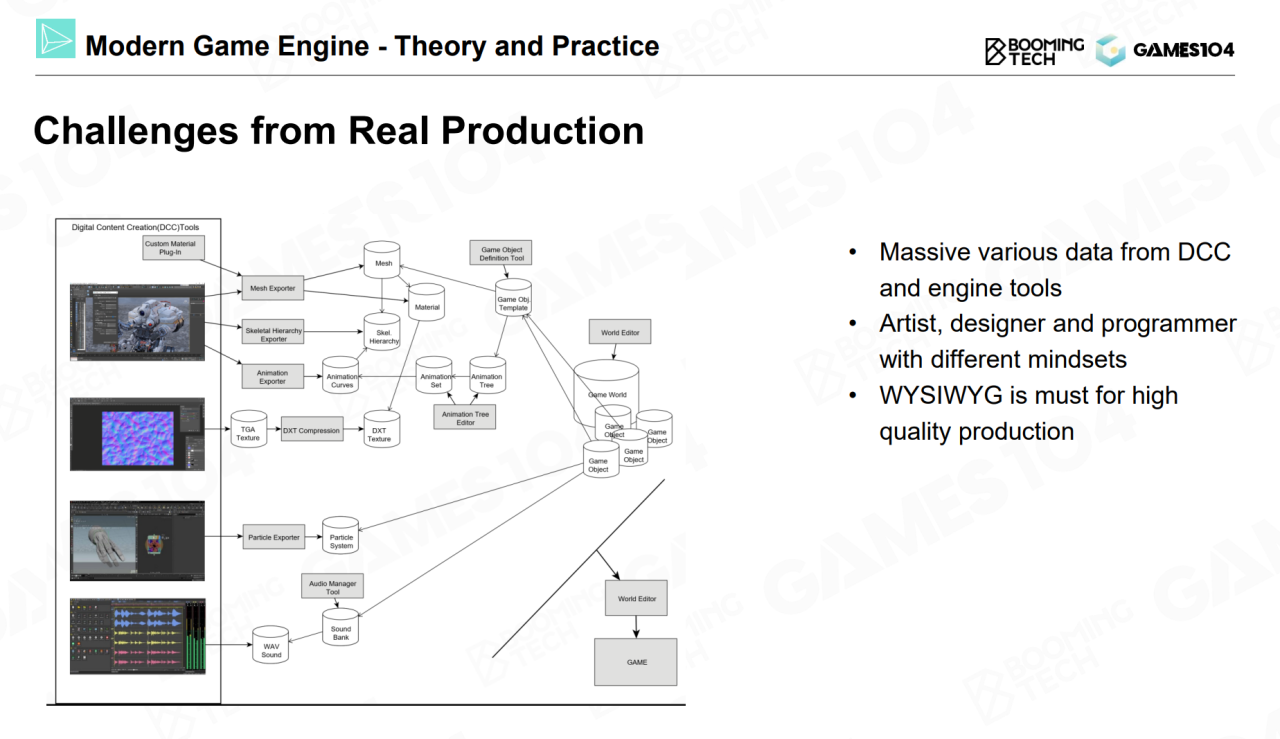 Modern Game Engine - Theory and Practice
BOOMING
TECH
GAMES104
Challenges from Real Production
Digital Content Creation(DCC)Tools
Custom Material
Plug-In
Mesh Exporter
Skeletal Hierarchy
Exporter
Animation
Exporter
Mesh
Material
Skel.
Hierarchy
Animation
Curves
Animation
Set
Animation
Tree
Animation Tree
Editor
Game Object
Definition Tool
Game Obj.
Template
World Editor
Game World
Game
Object
Game
Object
Game
Object
Game
Object
TGA
Texture
DXT Compression
DXT
Texture
Particle Exporter
Particle
System
Audio Manager
Tool
Sound
Bank
WAV
Sound
World Editor
GAME
• Massive various data from DCC
and engine tools
• Artist, designer and programmer
with different mindsets
• WYSIWYG is must for high
quality production